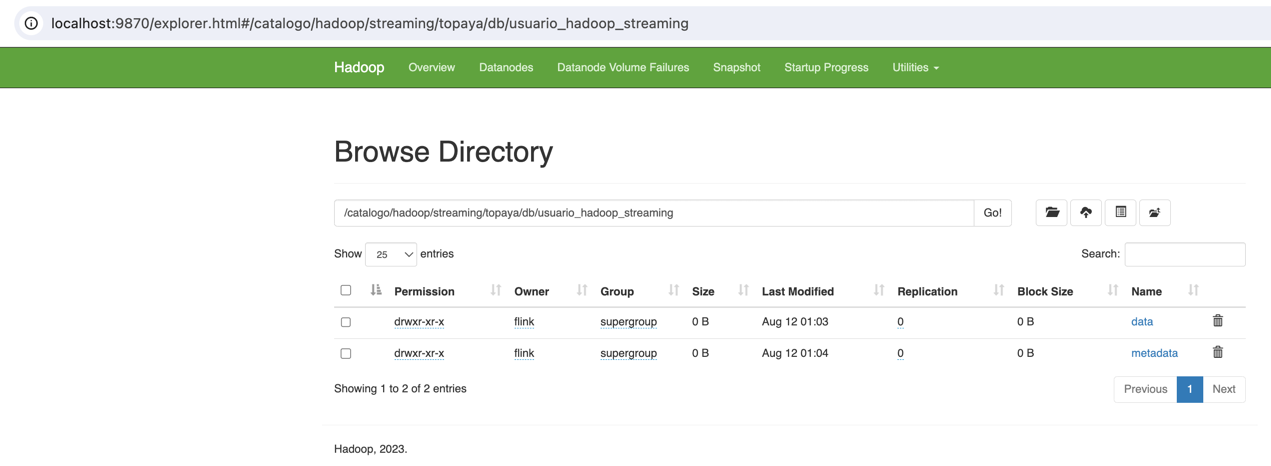 localhost:9870/explorer.html#/catalogo/hadoop/streaming/topaya/db/usuario_hadoop_streaming
Hadoop Overview Datanodes Datanode Volume Failures Snapshot Startup Progress Utilities
Browse Directory
/catalogo/hadoop/streaming/topaya/db/usuario_hadoop_streaming Go!
Show 25 entries Search:
Permission Owner Group Size Last Modified Replication Block Size Name
drwxr-xr-x flink supergroup 0 B Aug 12 01:03 0 0 B data
drwxr-xr-x flink supergroup 0 B Aug 12 01:04 0 0 B metadata
Showing 1 to 2 of 2 entries Previous 1 Next
Hadoop, 2023.